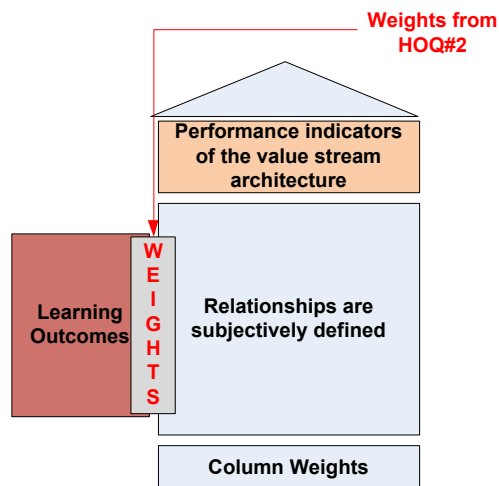 Weights from
HOQ#2
Performance indicators
of the value stream
architecture
W
E
I
G
H
T
S
Learning
Outcomes
Relationships are
subjectively defined
Column Weights